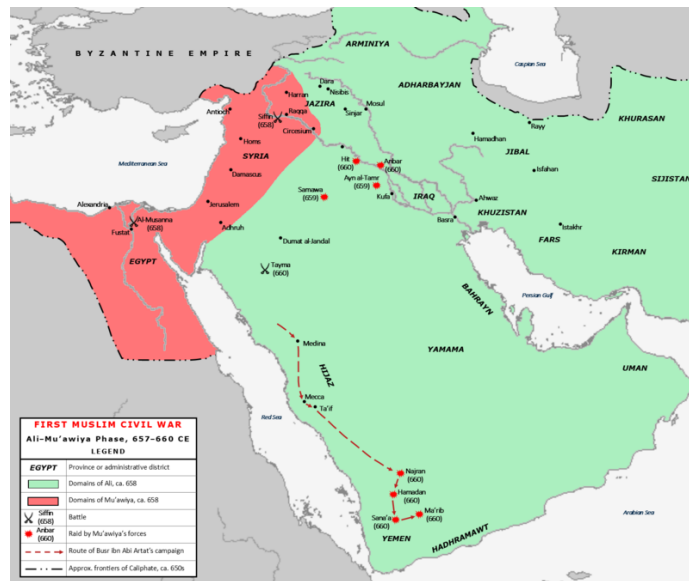 BYZANTINE EMPIRE
ARMINIYA
Caspian Sea
ADHARBAYJAN
Dara
Nisibis
Harran
JAZIRA
Mosul
Sinjar
Raqqa
Siffin
(658)
Antioch
Circesium
KHURASAN
Rayy
Hamadhan
Homs
SYRIA
Mediterranean Sea
Hit
(660)
Anbar
(660)
JIBAL
Isfahan
Damascus
Ayn al-Tamr
(659)
SIJISTAN
Samawa
(659)
Kufa
IRAQ
Ahwaz
Alexandria
Jerusalem
KHUZISTAN
Al-Musanna
(658)
Basra
Fustat
Adhruh
FARS
Istakhr
Dumat al-Jandal
KIRMAN
EGYPT
Tayma
(660)
BAHRAYN
Persian Gulf
Medina
YAMAMA
HIJAZ
UMAN
Mecca
Ta'if
Red Sea
Najran
(660)
Hamadan
(660)
Ma'rib
(660)
Sana'a
(660)
Arabian Sea
YEMEN
HADHRAMAWT
FIRST MUSLIM CIVIL WAR
Ali–Mu'awiya Phase, 657–660 CE
LEGEND
EGYPT Province or administrative district
Domains of Ali, ca. 658
Domains of Mu'awiya, ca. 658
Siffin
(658) Battle
Anbar
(660) Raid by Mu'awiya's forces
Route of Busr ibn Abi Artat's campaign
Approx. frontiers of Caliphate, ca. 650s